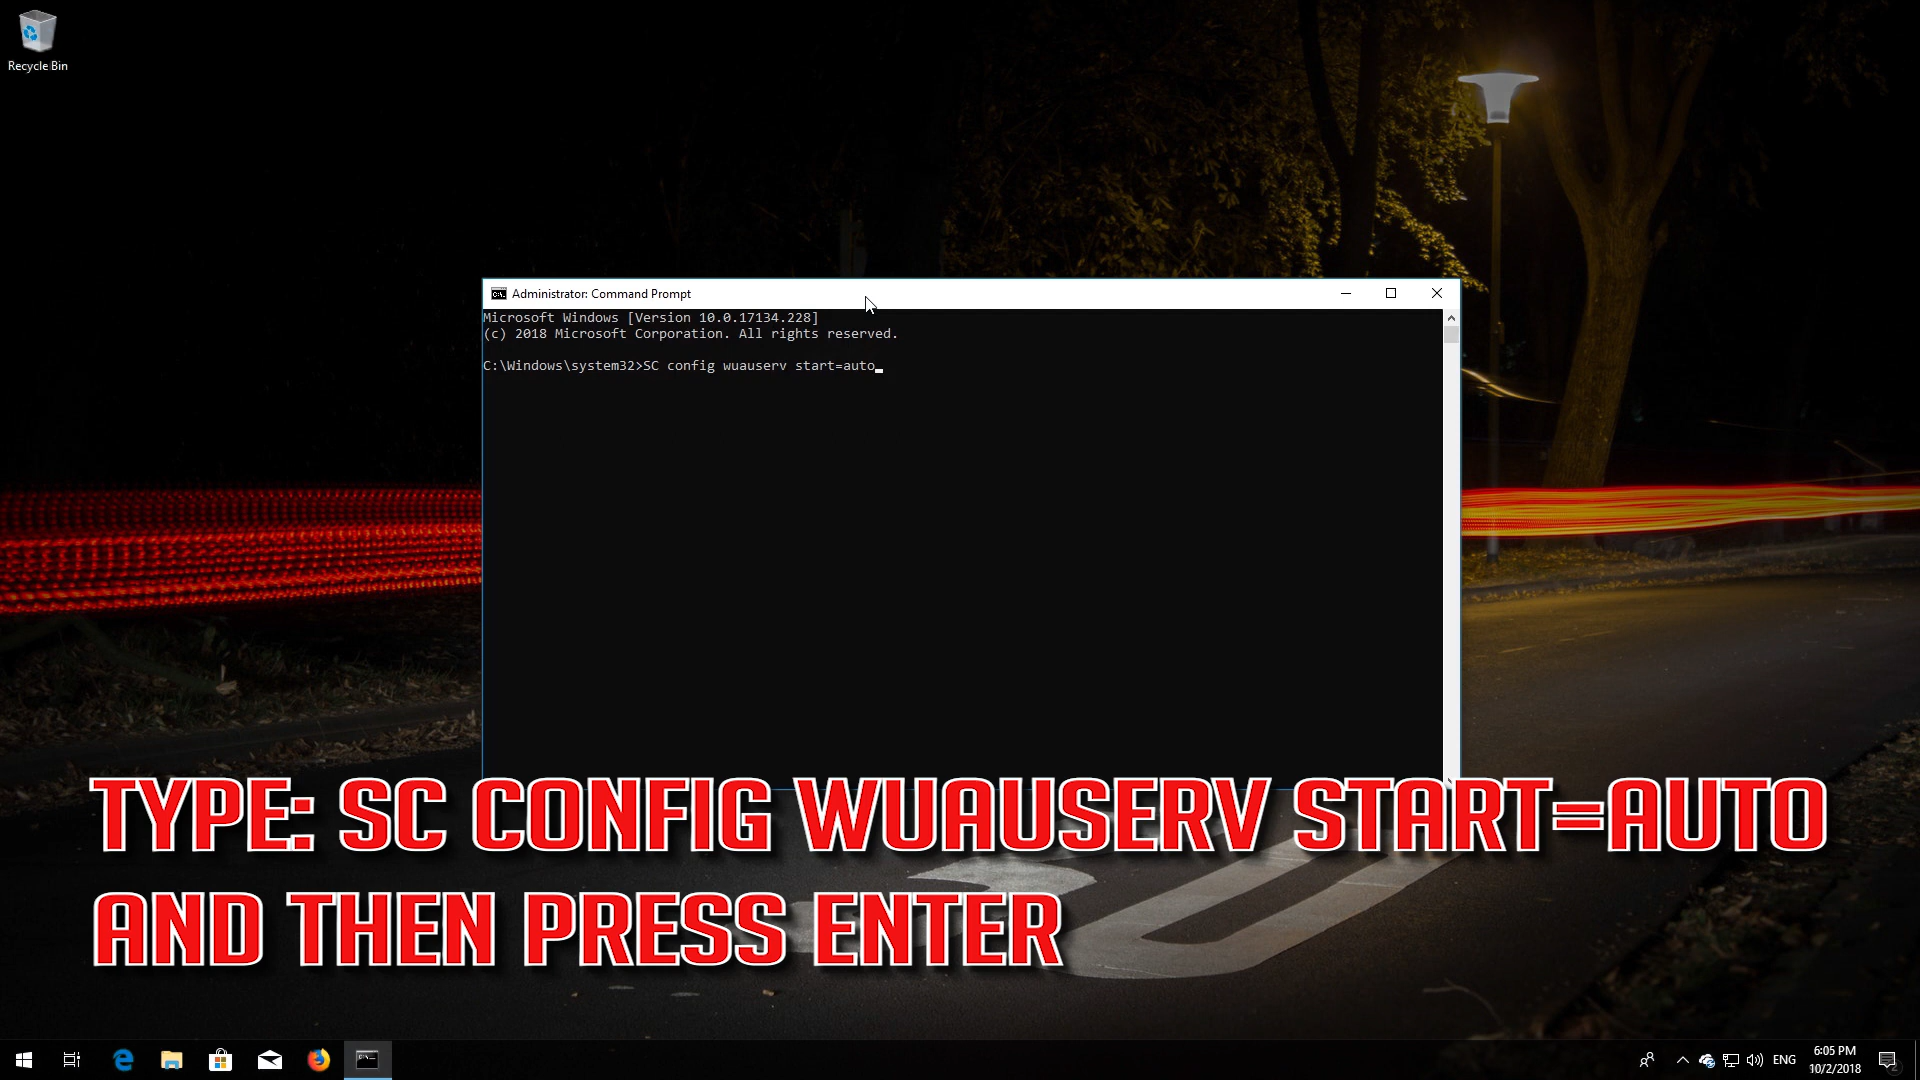 Recycle Bin
Administrator: Command Prompt
Microsoft Windows [Version 10.0.17134.228]
(c) 2018 Microsoft Corporation. All rights reserved.
C:\Windows\system32>SC config wuauserv start=auto
TYPE: SC CONFIG WUAUSERV START=AUTO
AND THEN PRESS ENTER
ENG
6:05 PM
10/2/2018
2